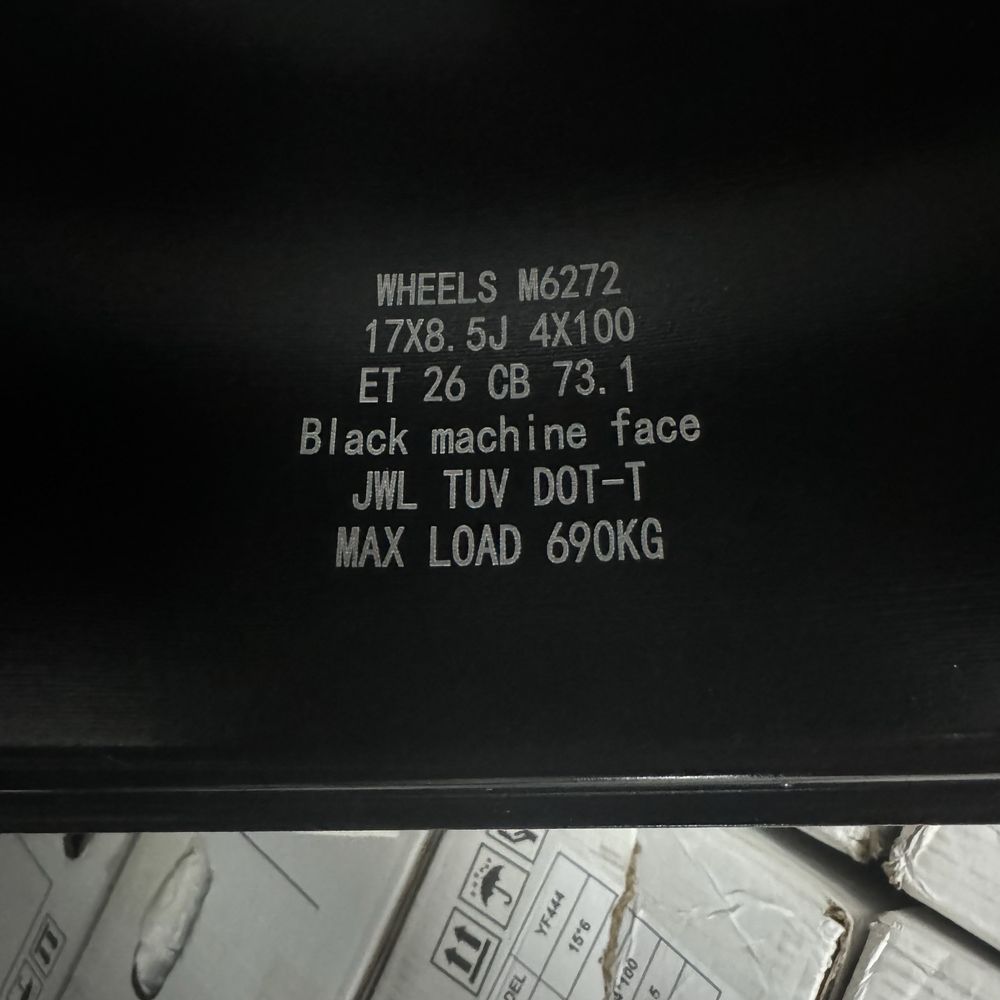 WHEELS M6272
17X8.5J 4X100
ET 26 CB 73.1
Black machine face
JWL TUV DOT-T
MAX LOAD 690KG
YF444
15*6